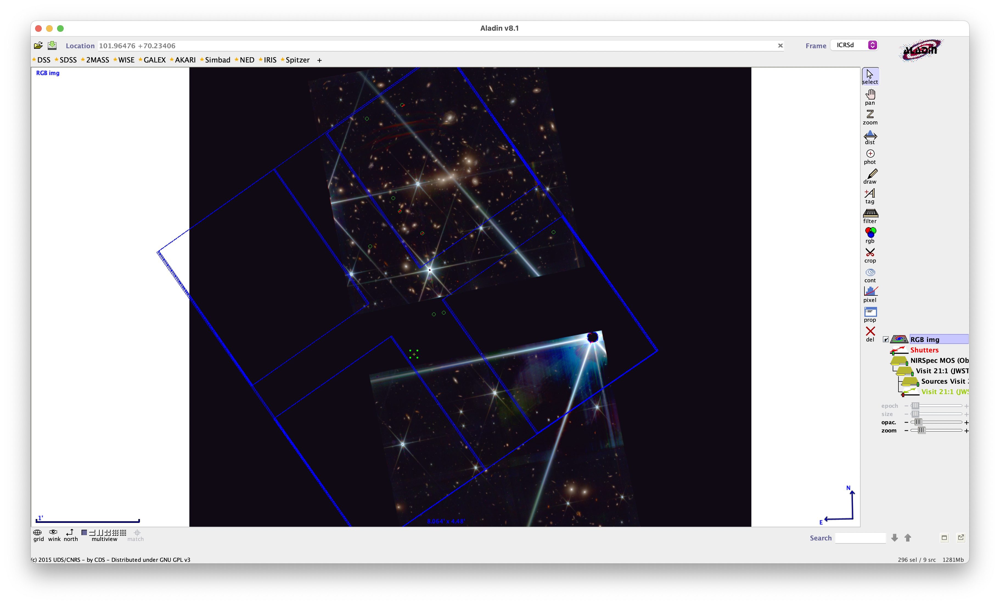 Aladin v8.1
Location 101.96476 +70.23406 × Frame ICRSd
ALADIN
DSS SDSS 2MASS WISE GALEX AKARI Simbad NED IRIS Spitzer +
RGB img
select
pan
zoom
dist
phot
draw
tag
filter
rgb
crop
cont
pixel
prop
del
RGB img
Shutters
NIRSpec MOS (Ob
Visit 21:1 (JWST
Sources Visit 2
Visit 21:1 (JWS
epoch − +
size − +
opac. − +
zoom − +
N
E
1'
8.064' x 4.48'
grid wink north multiview match
Search
(c) 2015 UDS/CNRS – by CDS – Distributed under GNU GPL v3
296 sel / 9 src 1281Mb